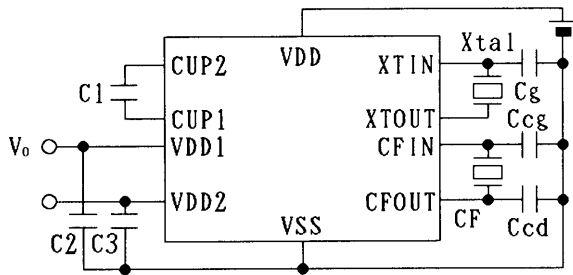 VDD
Xtal
CUP2
XTIN
C1
Cg
CUP1
XTOUT
Ccg
V₀
VDD1
CFIN
VDD2
CFOUT
C2
C3
VSS
CF
Ccd